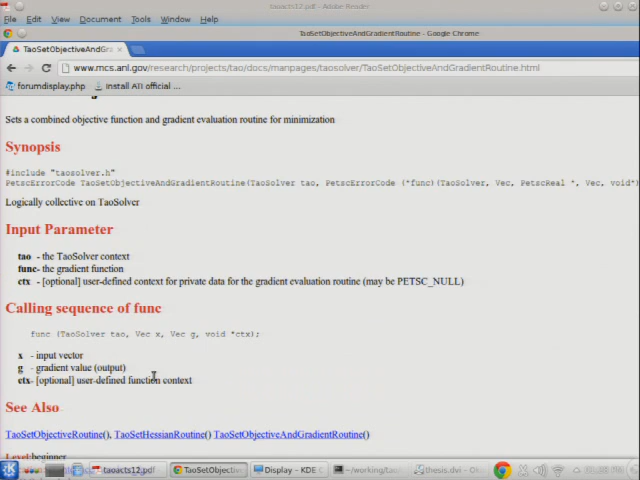 taoacts12.pdf - Adobe Reader
File Edit View Document Tools Window Help
TaoSetObjectiveAndGradientRoutine - Google Chrome
TaoSetObjectiveAndGra
www.mcs.anl.gov/research/projects/tao/docs/manpages/taosolver/TaoSetObjectiveAndGradientRoutine.html
forumdisplay.php Install ATI official ...
Sets a combined objective function and gradient evaluation routine for minimization
Synopsis
#include "taosolver.h"
PetscErrorCode TaoSetObjectiveAndGradientRoutine(TaoSolver tao, PetscErrorCode (*func)(TaoSolver, Vec, PetscReal *, Vec, void*)
Logically collective on TaoSolver
Input Parameter
tao - the TaoSolver context
func- the gradient function
ctx - [optional] user-defined context for private data for the gradient evaluation routine (may be PETSC_NULL)
Calling sequence of func
func (TaoSolver tao, Vec x, Vec g, void *ctx);
x - input vector
g - gradient value (output)
ctx- [optional] user-defined function context
See Also
TaoSetObjectiveRoutine(), TaoSetHessianRoutine() TaoSetObjectiveAndGradientRoutine()
Level:beginner
taoacts12.pdf TaoSetObjectiv Display – KDE C ~/working/tao thesis.dvi – Oku